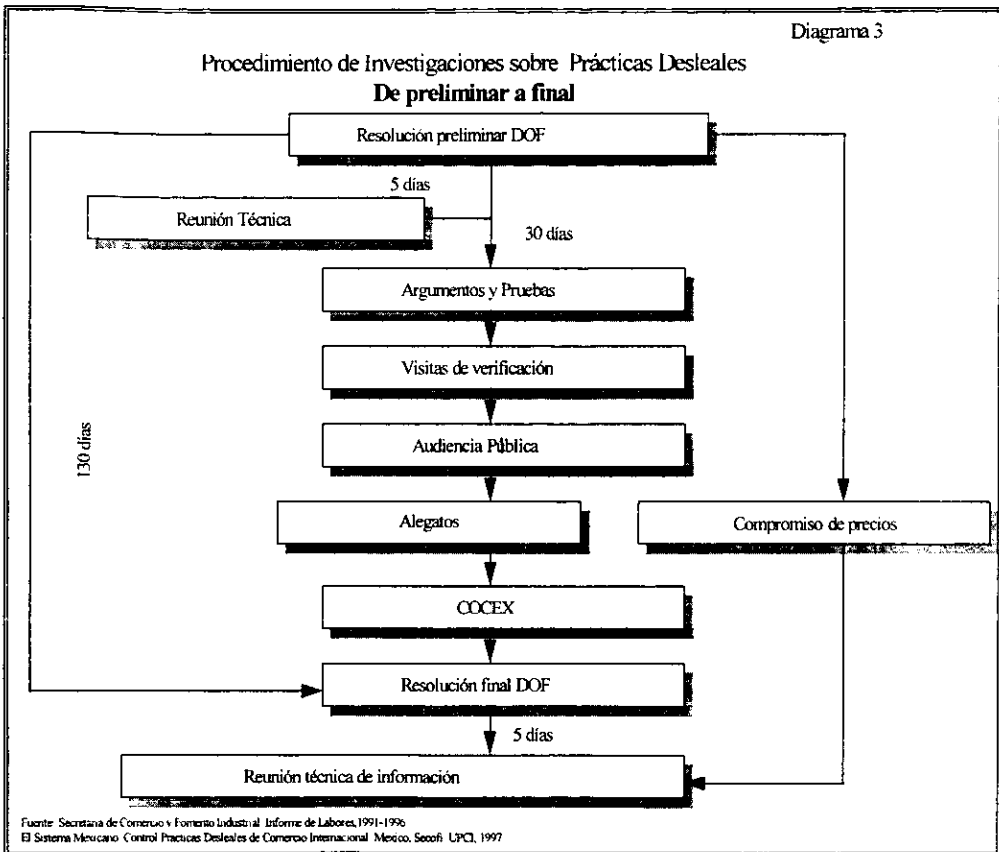 Diagrama 3
Procedimiento de Investigaciones sobre Prácticas Desleales
De preliminar a final
Resolución preliminar DOF
5 días
Reunión Técnica
30 días
Argumentos y Pruebas
Visitas de verificación
Audiencia Pública
130 días
Alegatos
Compromiso de precios
COCEX
Resolución final DOF
5 días
Reunión técnica de información
Fuente Secretaria de Comercio y Fomento Industrial Informe de Labores, 1991-1996
El Sistema Mexicano Control Practicas Desleales de Comercio Internacional Mexico, Secofi UPCI, 1997